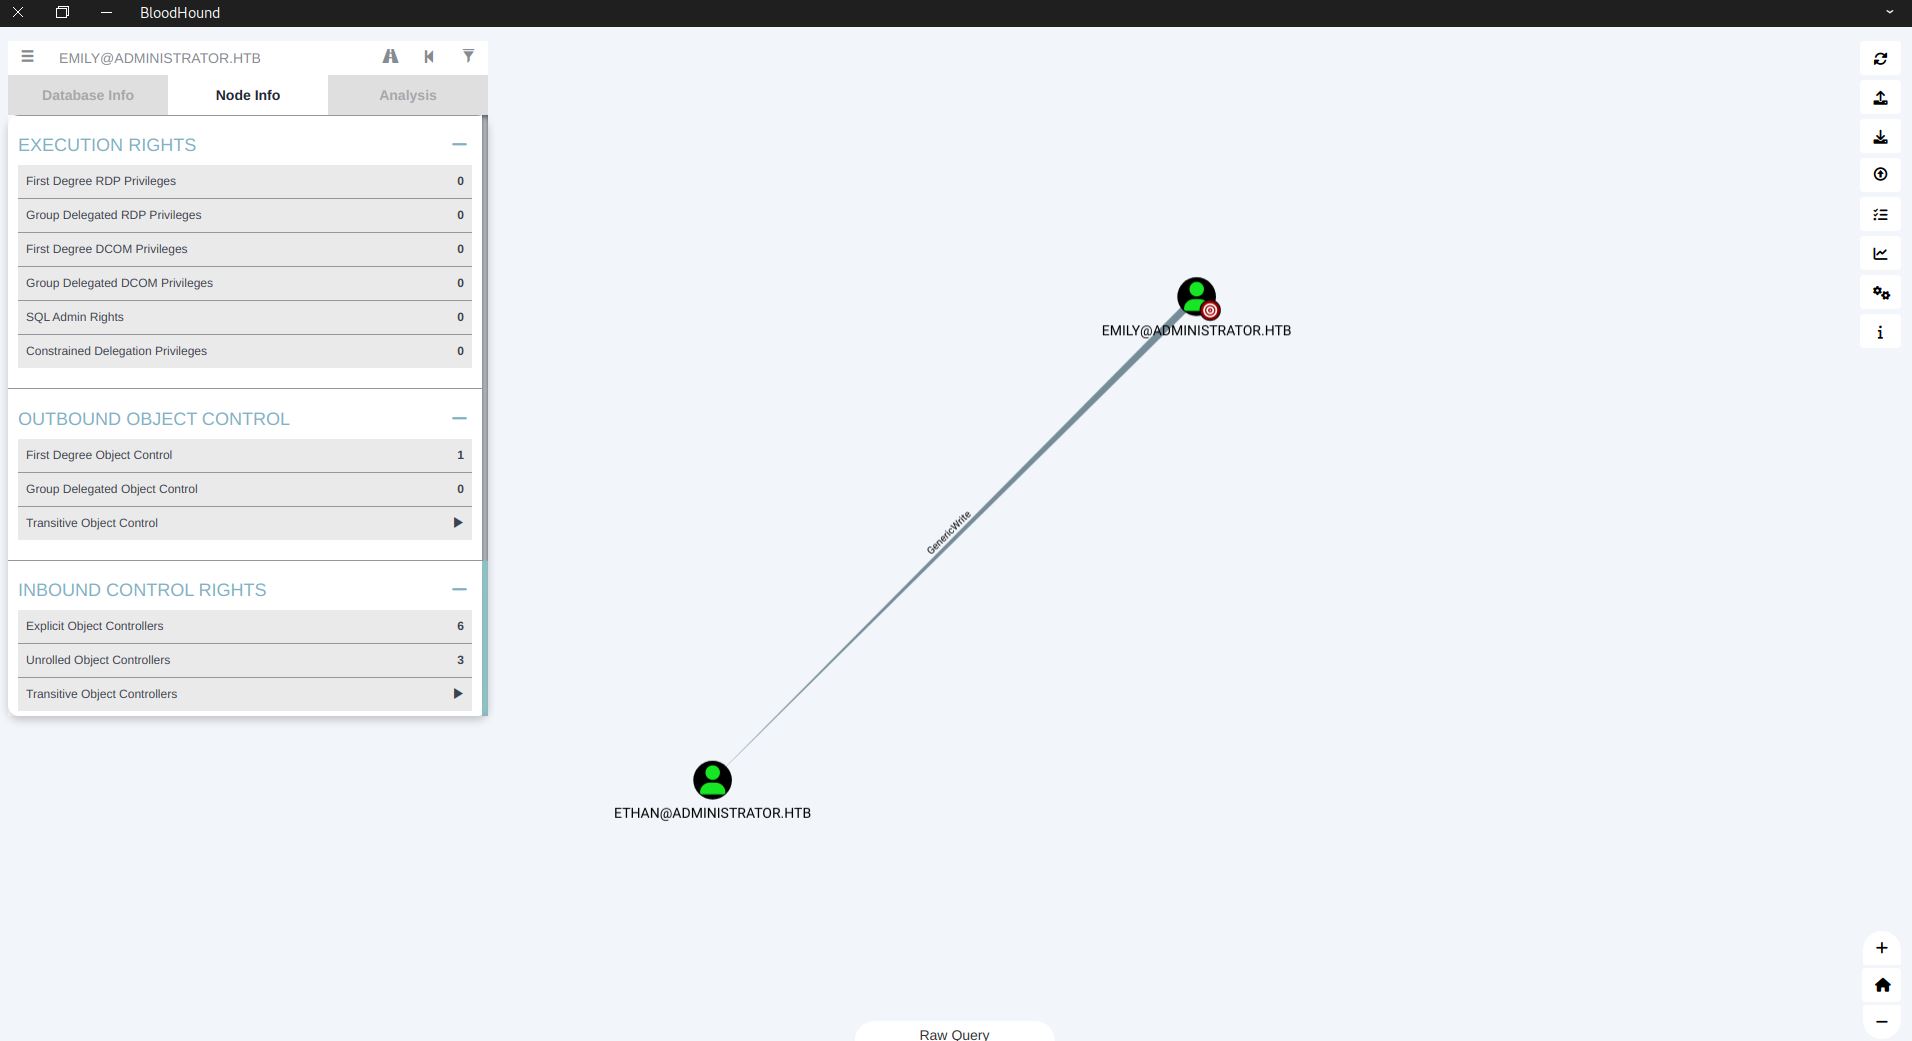 BloodHound
EMILY@ADMINISTRATOR.HTB
Database Info
Node Info
Analysis
EXECUTION RIGHTS
First Degree RDP Privileges 0
Group Delegated RDP Privileges 0
First Degree DCOM Privileges 0
Group Delegated DCOM Privileges 0
SQL Admin Rights 0
Constrained Delegation Privileges 0
OUTBOUND OBJECT CONTROL
First Degree Object Control 1
Group Delegated Object Control 0
Transitive Object Control
INBOUND CONTROL RIGHTS
Explicit Object Controllers 6
Unrolled Object Controllers 3
Transitive Object Controllers
EMILY@ADMINISTRATOR.HTB
GenericWrite
ETHAN@ADMINISTRATOR.HTB
Raw Query